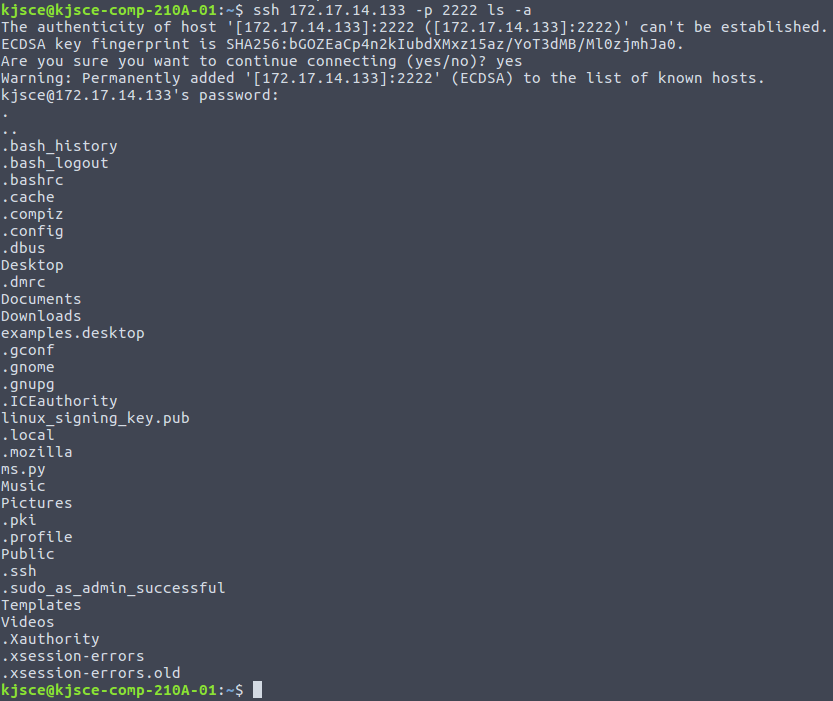 kjsce@kjsce-comp-210A-01:~$ ssh 172.17.14.133 -p 2222 ls -a
The authenticity of host '[172.17.14.133]:2222 ([172.17.14.133]:2222)' can't be established.
ECDSA key fingerprint is SHA256:bGOZEaCp4n2kIubdXMxz15az/YoT3dMB/Ml0zjmhJa0.
Are you sure you want to continue connecting (yes/no)? yes
Warning: Permanently added '[172.17.14.133]:2222' (ECDSA) to the list of known hosts.
kjsce@172.17.14.133's password:
.
..
.bash_history
.bash_logout
.bashrc
.cache
.compiz
.config
.dbus
Desktop
.dmrc
Documents
Downloads
examples.desktop
.gconf
.gnome
.gnupg
.ICEauthority
linux_signing_key.pub
.local
.mozilla
ms.py
Music
Pictures
.pki
.profile
Public
.ssh
.sudo_as_admin_successful
Templates
Videos
.Xauthority
.xsession-errors
.xsession-errors.old
kjsce@kjsce-comp-210A-01:~$